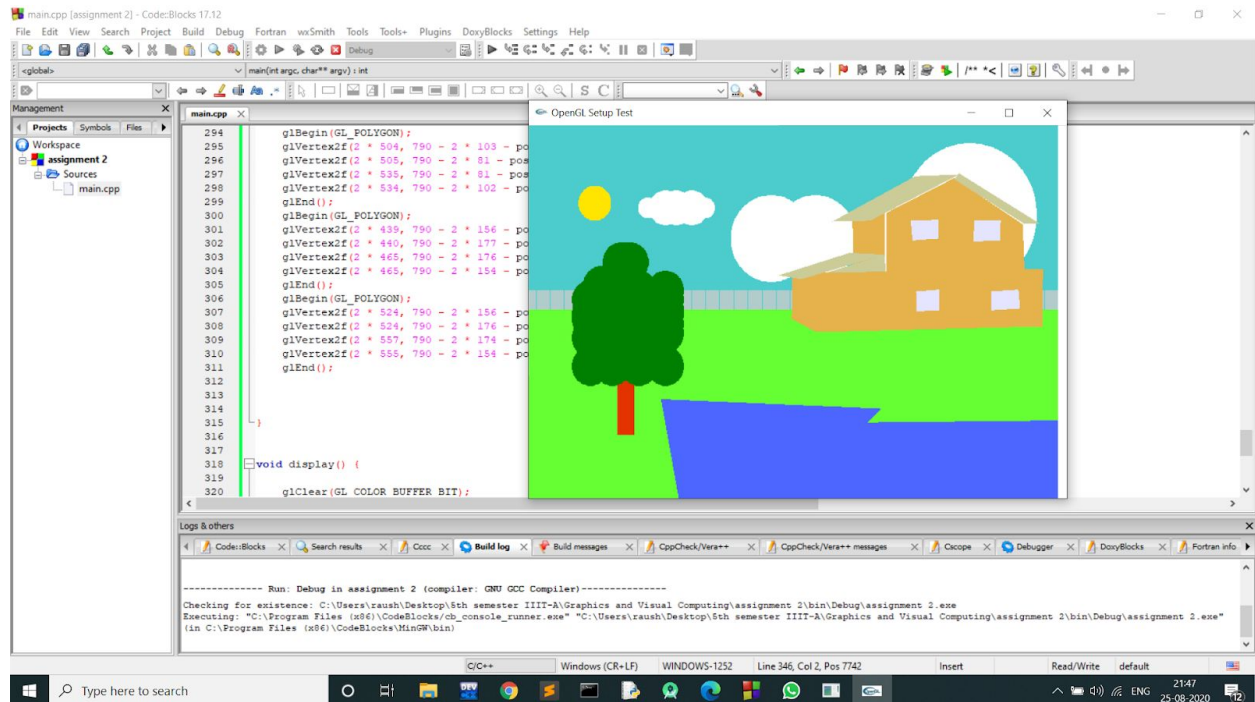 main.cpp [assignment 2] - Code::Blocks 17.12
File Edit View Search Project Build Debug Fortran wxSmith Tools Tools+ Plugins DoxyBlocks Settings Help
Debug
<global> main(int argc, char** argv) : int
/** *<
S C
Management
Projects Symbols Files
Workspace
assignment 2
Sources
main.cpp
main.cpp
294 glBegin(GL_POLYGON);
295 glVertex2f(2 * 504, 790 - 2 * 103 - po
296 glVertex2f(2 * 505, 790 - 2 * 81 - pos
297 glVertex2f(2 * 535, 790 - 2 * 81 - pos
298 glVertex2f(2 * 534, 790 - 2 * 102 - po
299 glEnd();
300 glBegin(GL_POLYGON);
301 glVertex2f(2 * 439, 790 - 2 * 156 - po
302 glVertex2f(2 * 440, 790 - 2 * 177 - po
303 glVertex2f(2 * 465, 790 - 2 * 176 - po
304 glVertex2f(2 * 465, 790 - 2 * 154 - po
305 glEnd();
306 glBegin(GL_POLYGON);
307 glVertex2f(2 * 524, 790 - 2 * 156 - po
308 glVertex2f(2 * 524, 790 - 2 * 176 - po
309 glVertex2f(2 * 557, 790 - 2 * 174 - po
310 glVertex2f(2 * 555, 790 - 2 * 154 - po
311 glEnd();
312
313
314
315 }
316
317
318 void display() {
319
320 glClear(GL_COLOR_BUFFER_BIT);
OpenGL Setup Test
Logs & others
Code::Blocks Search results Cccc Build log Build messages CppCheck/Vera++ CppCheck/Vera++ messages Cscope Debugger DoxyBlocks Fortran info
-------------- Run: Debug in assignment 2 (compiler: GNU GCC Compiler)---------------
Checking for existence: C:\Users\raush\Desktop\5th semester IIIT-A\Graphics and Visual Computing\assignment 2\bin\Debug\assignment 2.exe
Executing: "C:\Program Files (x86)\CodeBlocks/cb_console_runner.exe" "C:\Users\raush\Desktop\5th semester IIIT-A\Graphics and Visual Computing\assignment 2\bin\Debug\assignment 2.exe"
(in C:\Program Files (x86)\CodeBlocks\MinGW\bin)
C/C++ Windows (CR+LF) WINDOWS-1252 Line 346, Col 2, Pos 7742 Insert Read/Write default
Type here to search
DEV
ENG
21:47
25-08-2020
12